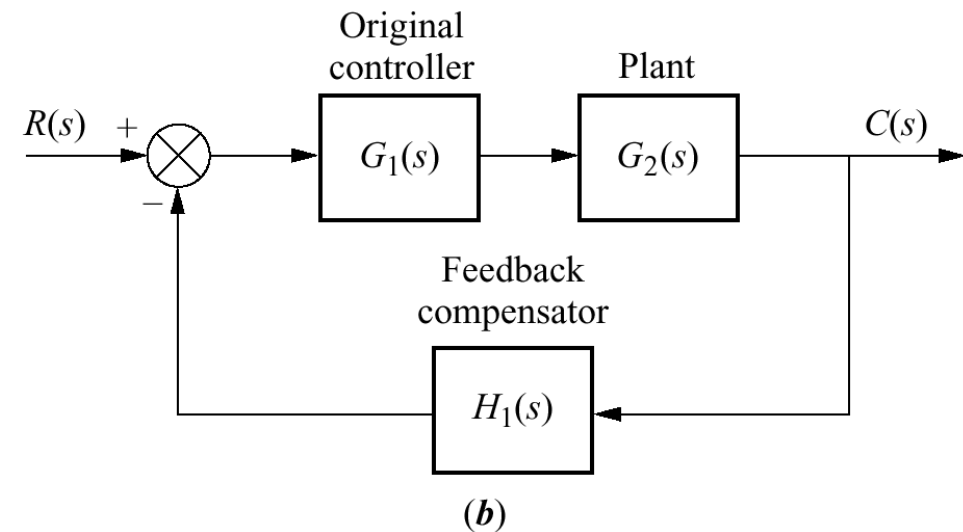 Original
controller
Plant
R(s)
+
G1(s)
G2(s)
C(s)
−
Feedback
compensator
H1(s)
(b)